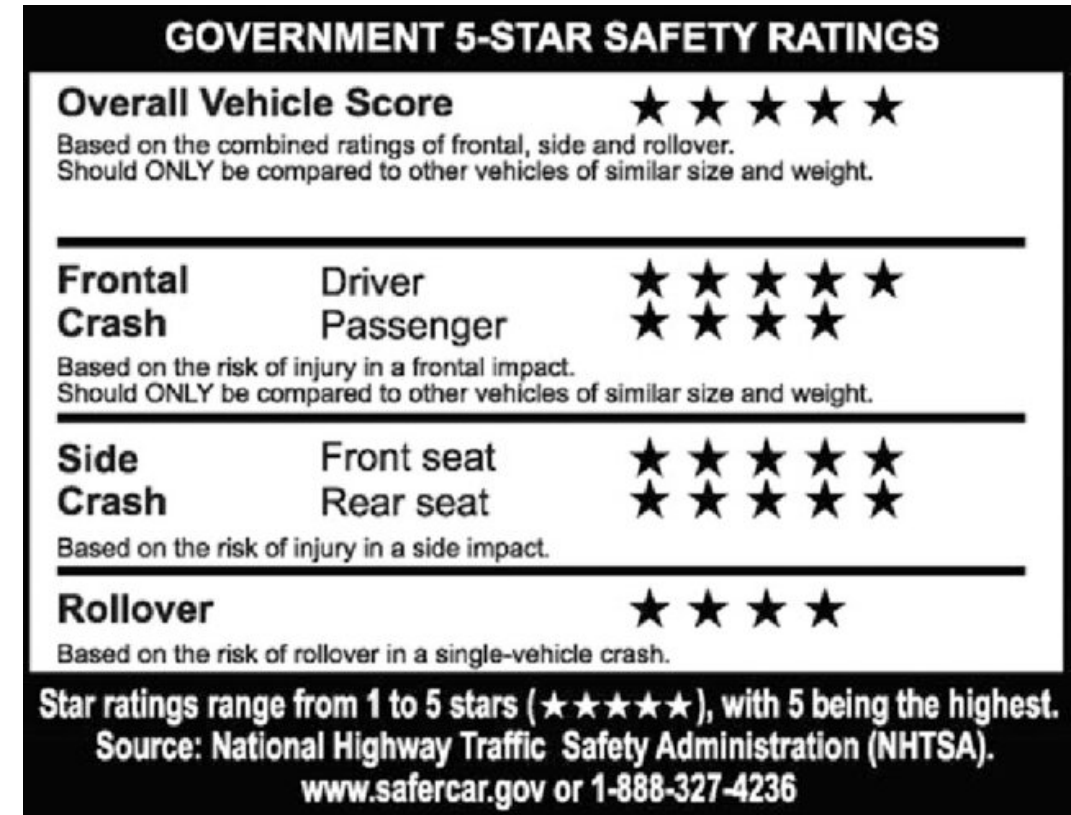 GOVERNMENT 5-STAR SAFETY RATINGS
Overall Vehicle Score ★ ★ ★ ★ ★
Based on the combined ratings of frontal, side and rollover.
Should ONLY be compared to other vehicles of similar size and weight.
Frontal Driver ★ ★ ★ ★ ★
Crash Passenger ★ ★ ★ ★
Based on the risk of injury in a frontal impact.
Should ONLY be compared to other vehicles of similar size and weight.
Side Front seat ★ ★ ★ ★ ★
Crash Rear seat ★ ★ ★ ★ ★
Based on the risk of injury in a side impact.
Rollover ★ ★ ★ ★
Based on the risk of rollover in a single-vehicle crash.
Star ratings range from 1 to 5 stars (★★★★★), with 5 being the highest.
Source: National Highway Traffic Safety Administration (NHTSA).
www.safercar.gov or 1-888-327-4236